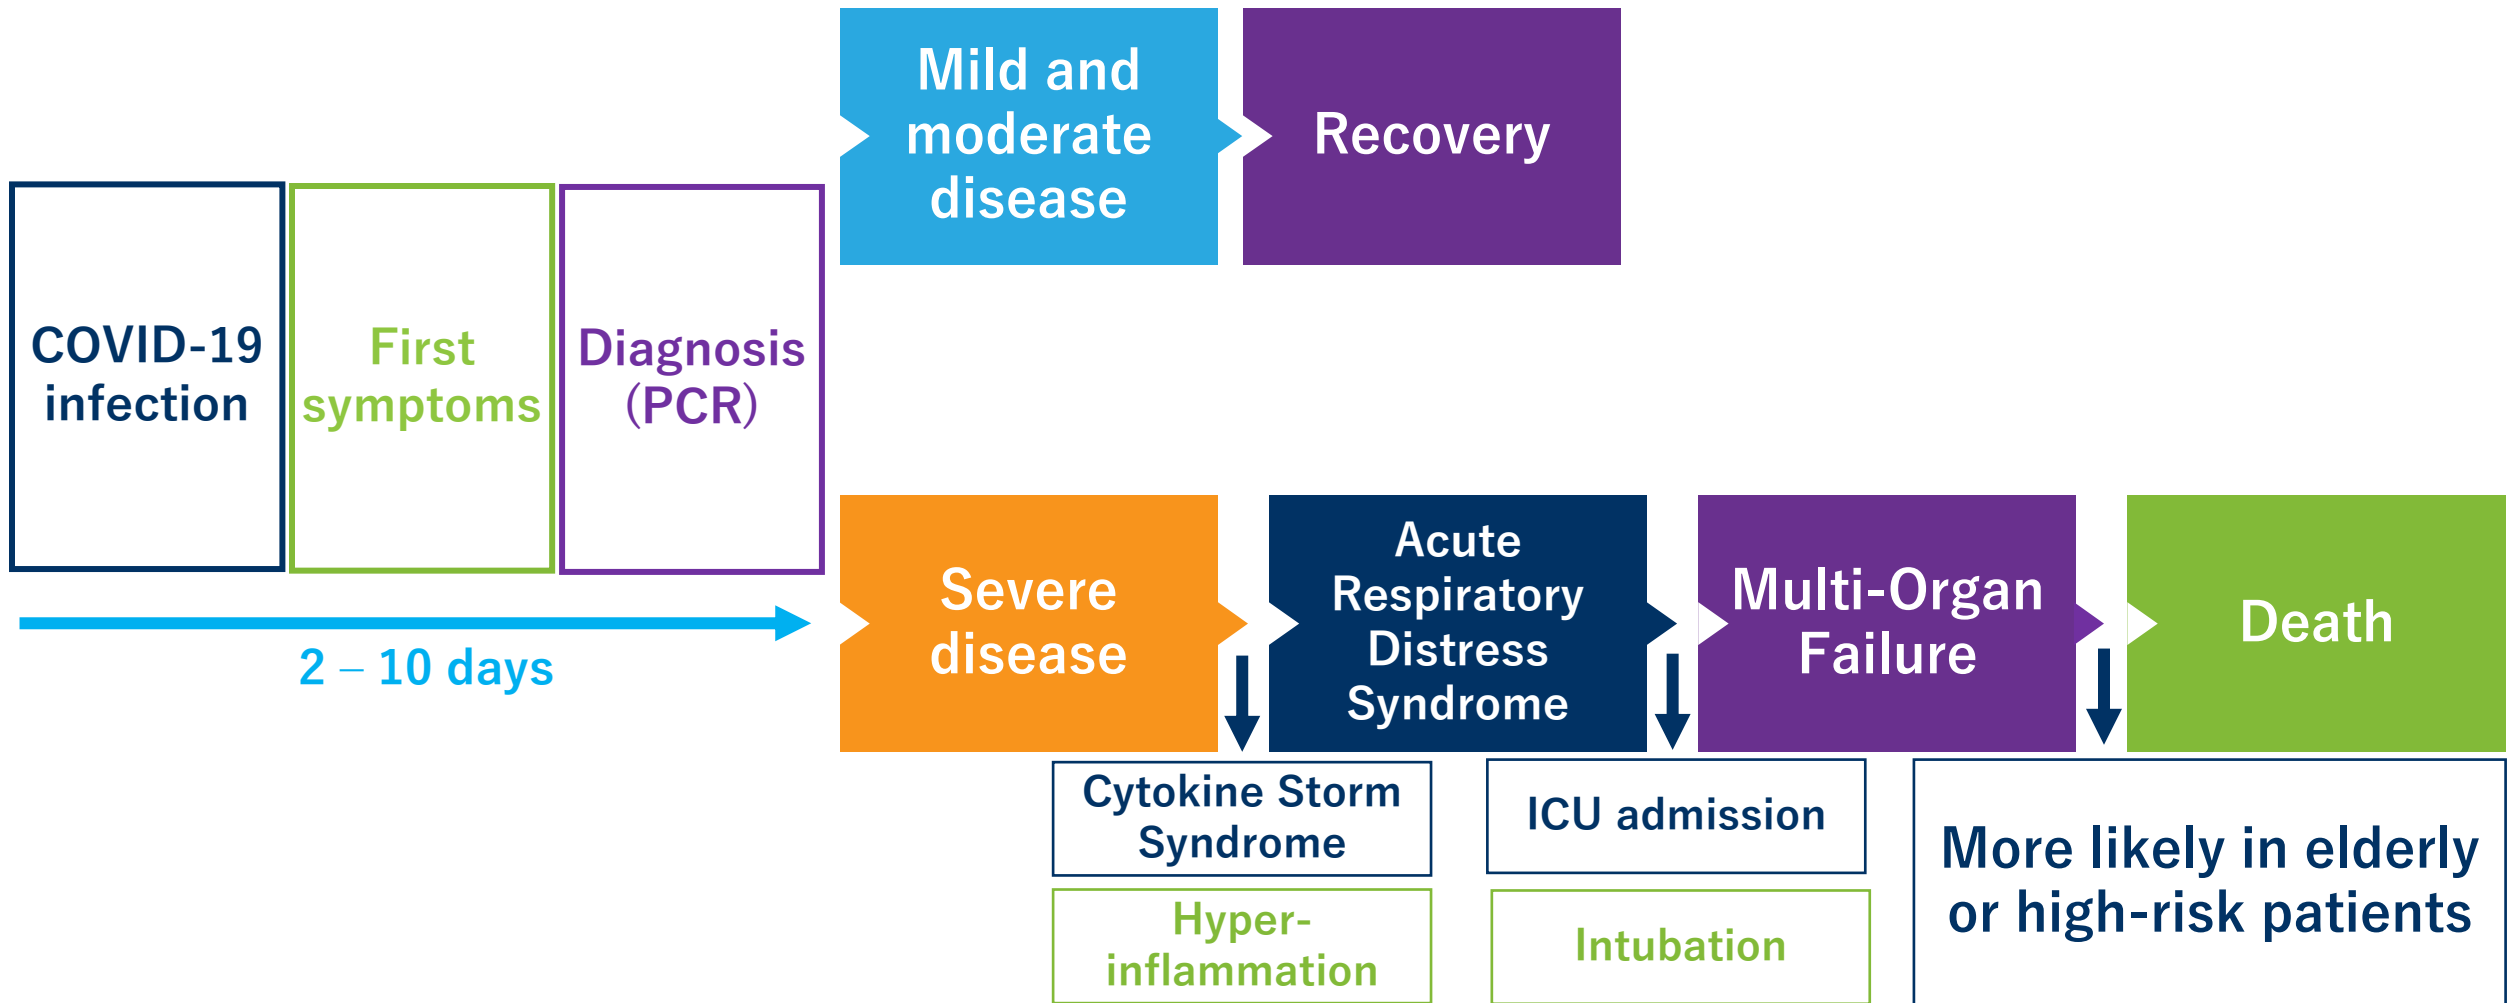 COVID-19
infection
First
symptoms
Diagnosis
(PCR)
2 – 10 days
Mild and
moderate
disease
Recovery
Severe
disease
Acute
Respiratory
Distress
Syndrome
Multi-Organ
Failure
Death
Cytokine Storm
Syndrome
Hyper-
inflammation
ICU admission
Intubation
More likely in elderly
or high-risk patients